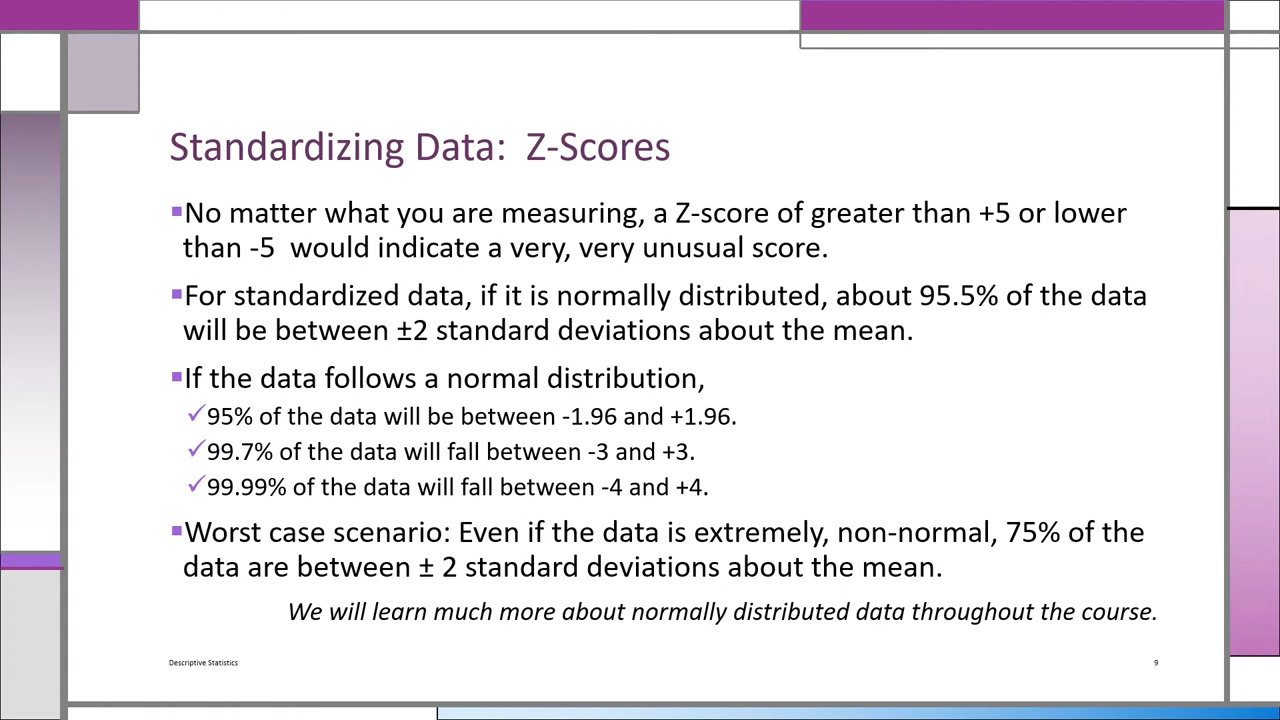 Standardizing Data:  Z-Scores
▪No matter what you are measuring, a Z-score of greater than +5 or lower
than -5  would indicate a very, very unusual score.
▪For standardized data, if it is normally distributed, about 95.5% of the data
will be between ±2 standard deviations about the mean.
▪If the data follows a normal distribution,
✓95% of the data will be between -1.96 and +1.96.
✓99.7% of the data will fall between -3 and +3.
✓99.99% of the data will fall between -4 and +4.
▪Worst case scenario: Even if the data is extremely, non-normal, 75% of the
data are between ± 2 standard deviations about the mean.
We will learn much more about normally distributed data throughout the course.
Descriptive Statistics
9